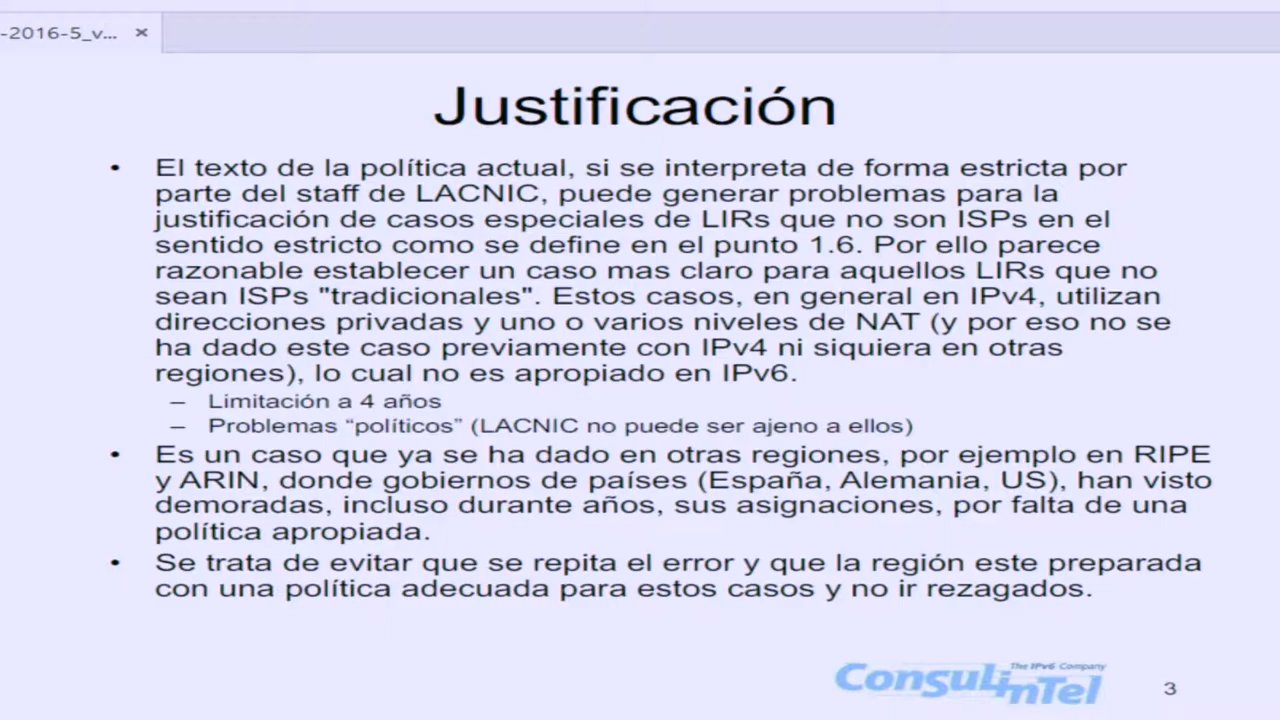 -2016-5_v... ×
Justificación
• El texto de la política actual, si se interpreta de forma estricta por
parte del staff de LACNIC, puede generar problemas para la
justificación de casos especiales de LIRs que no son ISPs en el
sentido estricto como se define en el punto 1.6. Por ello parece
razonable establecer un caso mas claro para aquellos LIRs que no
sean ISPs "tradicionales". Estos casos, en general en IPv4, utilizan
direcciones privadas y uno o varios niveles de NAT (y por eso no se
ha dado este caso previamente con IPv4 ni siquiera en otras
regiones), lo cual no es apropiado en IPv6.
– Limitación a 4 años
– Problemas “políticos” (LACNIC no puede ser ajeno a ellos)
• Es un caso que ya se ha dado en otras regiones, por ejemplo en RIPE
y ARIN, donde gobiernos de países (España, Alemania, US), han visto
demoradas, incluso durante años, sus asignaciones, por falta de una
política apropiada.
• Se trata de evitar que se repita el error y que la región este preparada
con una política adecuada para estos casos y no ir rezagados.
The IPv6 Company
Consulintel
3